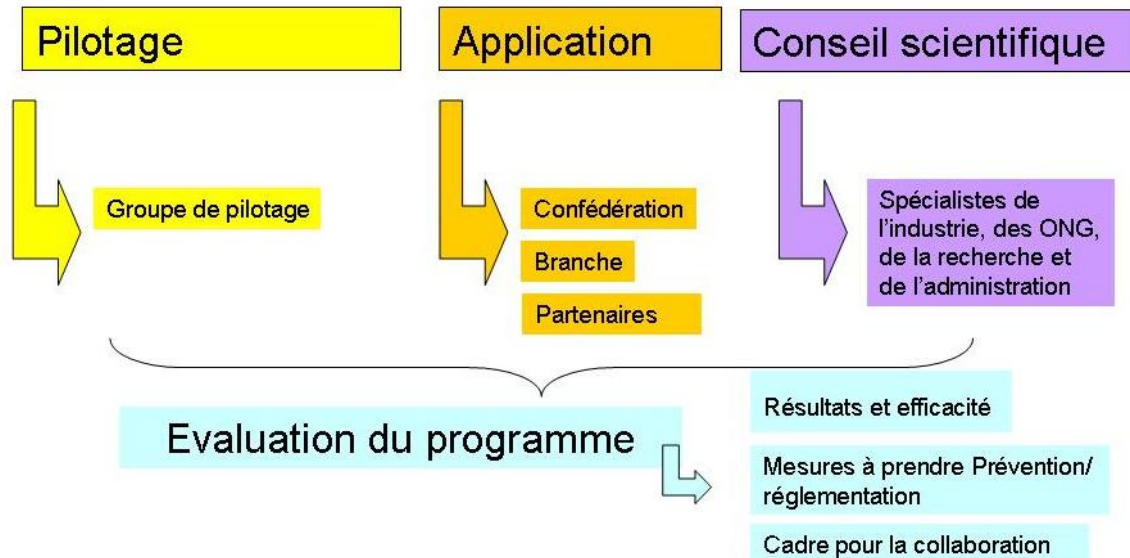 Pilotage
Application
Conseil scientifique
Groupe de pilotage
Confédération
Branche
Partenaires
Spécialistes de
l'industrie, des ONG,
de la recherche et
de l'administration
Evaluation du programme
Résultats et efficacité
Mesures à prendre Prévention/
réglementation
Cadre pour la collaboration